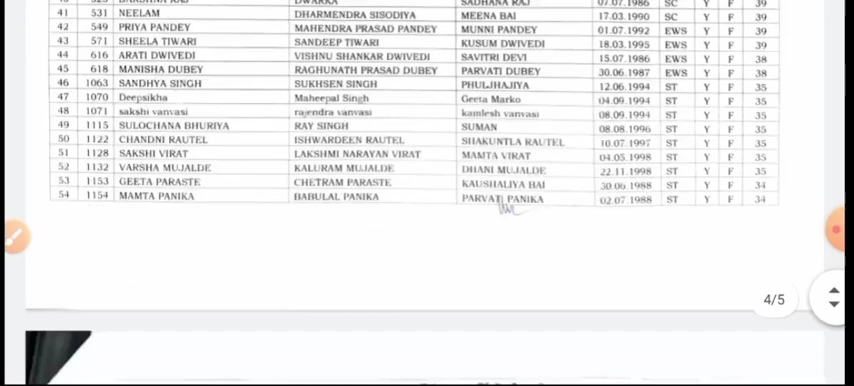 DWARKA SADHANA RAJ 07.07.1986 SC Y F 39
41 531 NEELAM DHARMENDRA SISODIYA MEENA BAI 17.03.1990 SC Y F 39
42 549 PRIYA PANDEY MAHENDRA PRASAD PANDEY MUNNI PANDEY 01.07.1992 EWS Y F 39
43 571 SHEELA TIWARI SANDEEP TIWARI KUSUM DWIVEDI 18.03.1995 EWS Y F 39
44 616 ARATI DWIVEDI VISHNU SHANKAR DWIVEDI SAVITRI DEVI 15.07.1986 EWS Y F 38
45 618 MANISHA DUBEY RAGHUNATH PRASAD DUBEY PARVATI DUBEY 30.06.1987 EWS Y F 38
46 1063 SANDHYA SINGH SUKHSEN SINGH PHULJHAJIYA 12.06.1994 ST Y F 35
47 1070 Deepsikha Maheepal Singh Geeta Marko 04.09.1994 ST Y F 35
48 1071 sakshi vanvasi rajendra vanvasi kamlesh vanvasi 08.09.1994 ST Y F 35
49 1115 SULOCHANA BHURIYA RAY SINGH SUMAN 08.08.1996 ST Y F 35
50 1122 CHANDNI RAUTEL ISHWARDEEN RAUTEL SHAKUNTLA RAUTEL 10.07.1997 ST Y F 35
51 1128 SAKSHI VIRAT LAKSHMI NARAYAN VIRAT MAMTA VIRAT 04.05.1998 ST Y F 35
52 1132 VARSHA MUJALDE KALURAM MUJALDE DHANI MUJALDE 22.11.1998 ST Y F 35
53 1153 GEETA PARASTE CHETRAM PARASTE KAUSHALIYA BAI 30.06.1988 ST Y F 34
54 1154 MAMTA PANIKA BABULAL PANIKA PARVATI PANIKA 02.07.1988 ST Y F 34
4/5